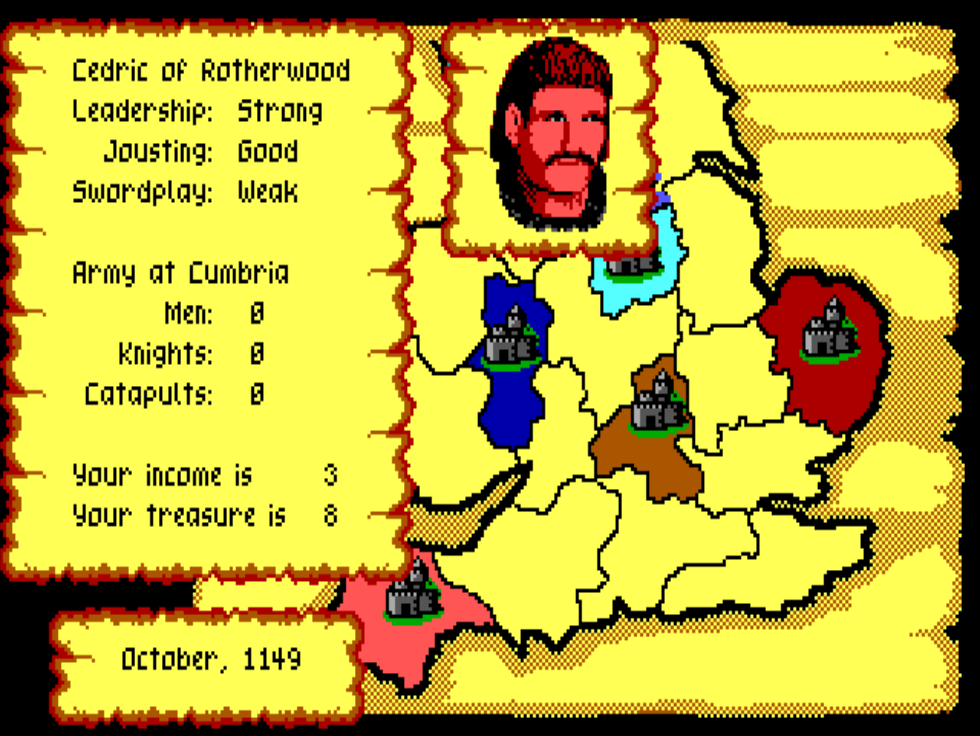 Cedric of Rotherwood
Leadership: Strong
Jousting: Good
Swordplay: Weak
Army at Cumbria
Men: 0
Knights: 0
Catapults: 0
Your income is 3
Your treasure is 8
October, 1149